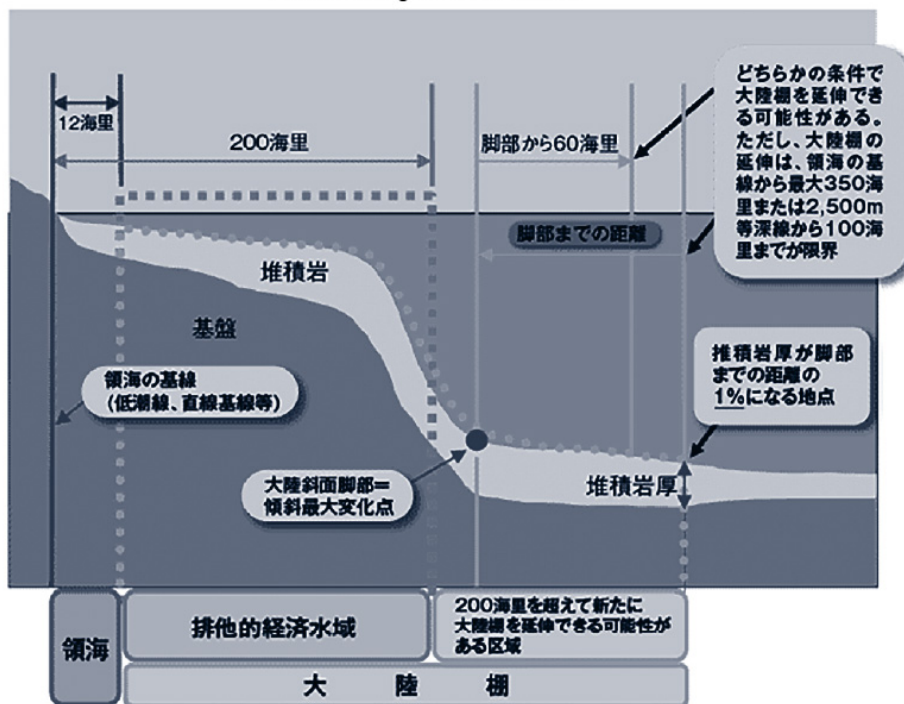 どちらかの条件で
大陸棚を延伸でき
る可能性がある。
ただし、大陸棚の
延伸は、領海の基
線から最大350海
里または2,500m
等深線から100海
里までが限界
12海里
200海里
脚部から60海里
脚部までの距離
堆積岩
基盤
領海の基線
(低潮線、直線基線等)
推積岩厚が脚部
までの距離の
1%になる地点
大陸斜面脚部=
傾斜最大変化点
堆積岩厚
領海
排他的経済水域
200海里を超えて新たに
大陸棚を延伸できる可能性が
ある区域
大陸棚